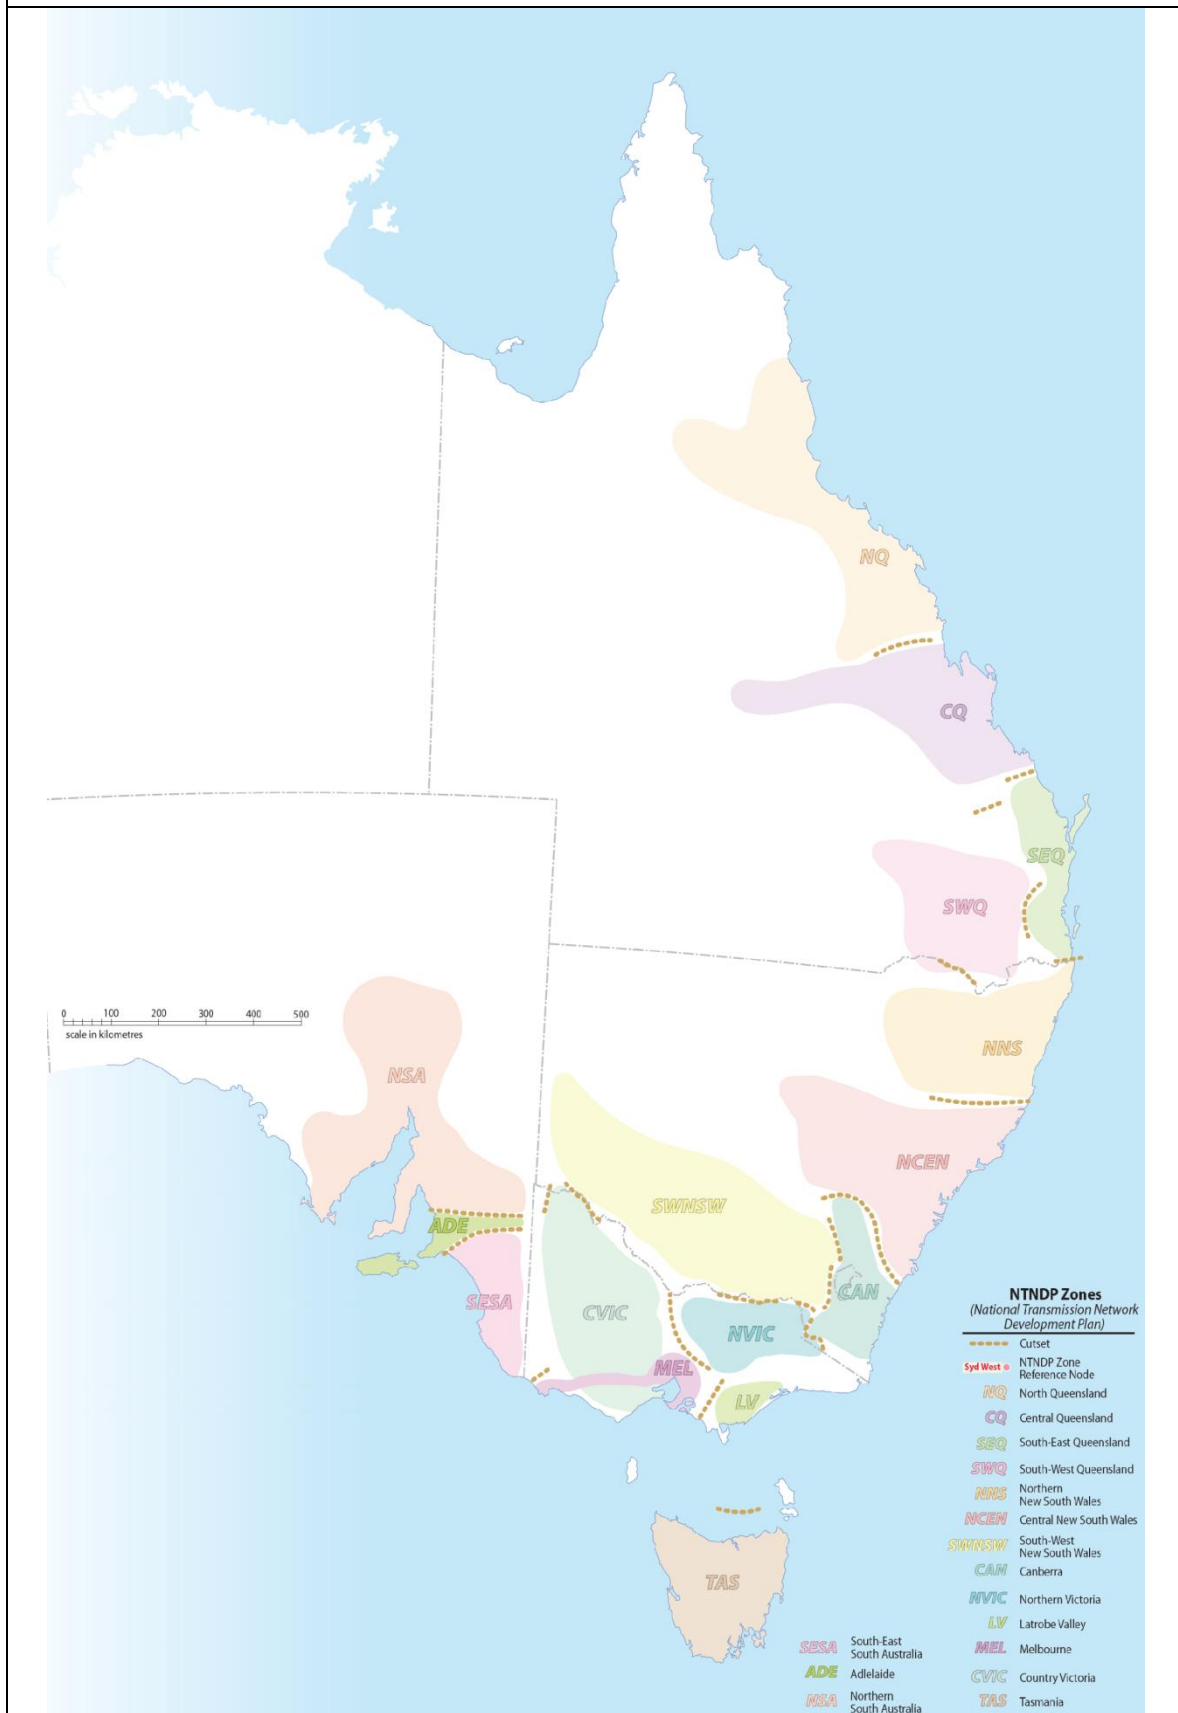 NQ
CQ
SEQ
SWQ
0 100 200 300 400 500
scale in kilometres
NNS
NSA
NCEN
SWNSW
ADE
CAN
SESA
CVIC
NVIC
MEL
LV
TAS
NTNDP Zones
(National Transmission Network
Development Plan)
Cutset
Syd West NTNDP Zone
Reference Node
NQ North Queensland
CQ Central Queensland
SEQ South-East Queensland
SWQ South-West Queensland
NNS Northern
New South Wales
NCEN Central New South Wales
SWNSW South-West
New South Wales
CAN Canberra
NVIC Northern Victoria
LV Latrobe Valley
MEL Melbourne
CVIC Country Victoria
TAS Tasmania
SESA South-East
South Australia
ADE Adlelaide
NSA Northern
South Australia